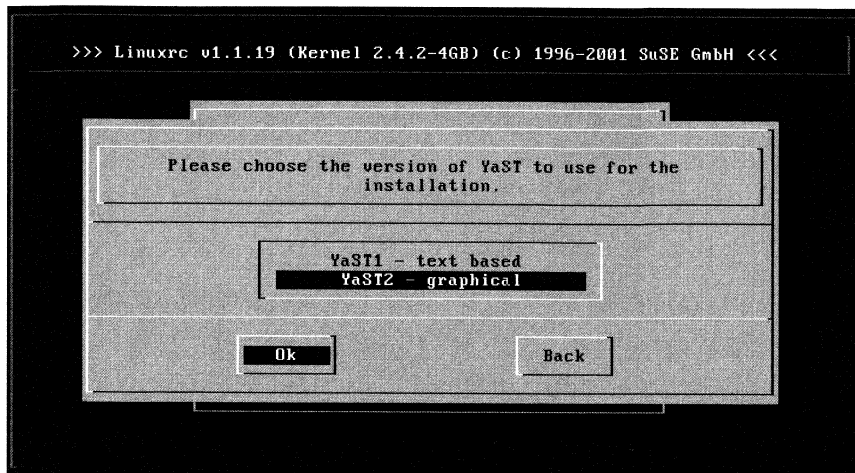 >>> Linuxrc v1.1.19 (Kernel 2.4.2-4GB) (c) 1996-2001 SuSE GmbH <<<
Please choose the version of YaST to use for the
installation.
YaST1 - text based
YaST2 - graphical
Ok
Back